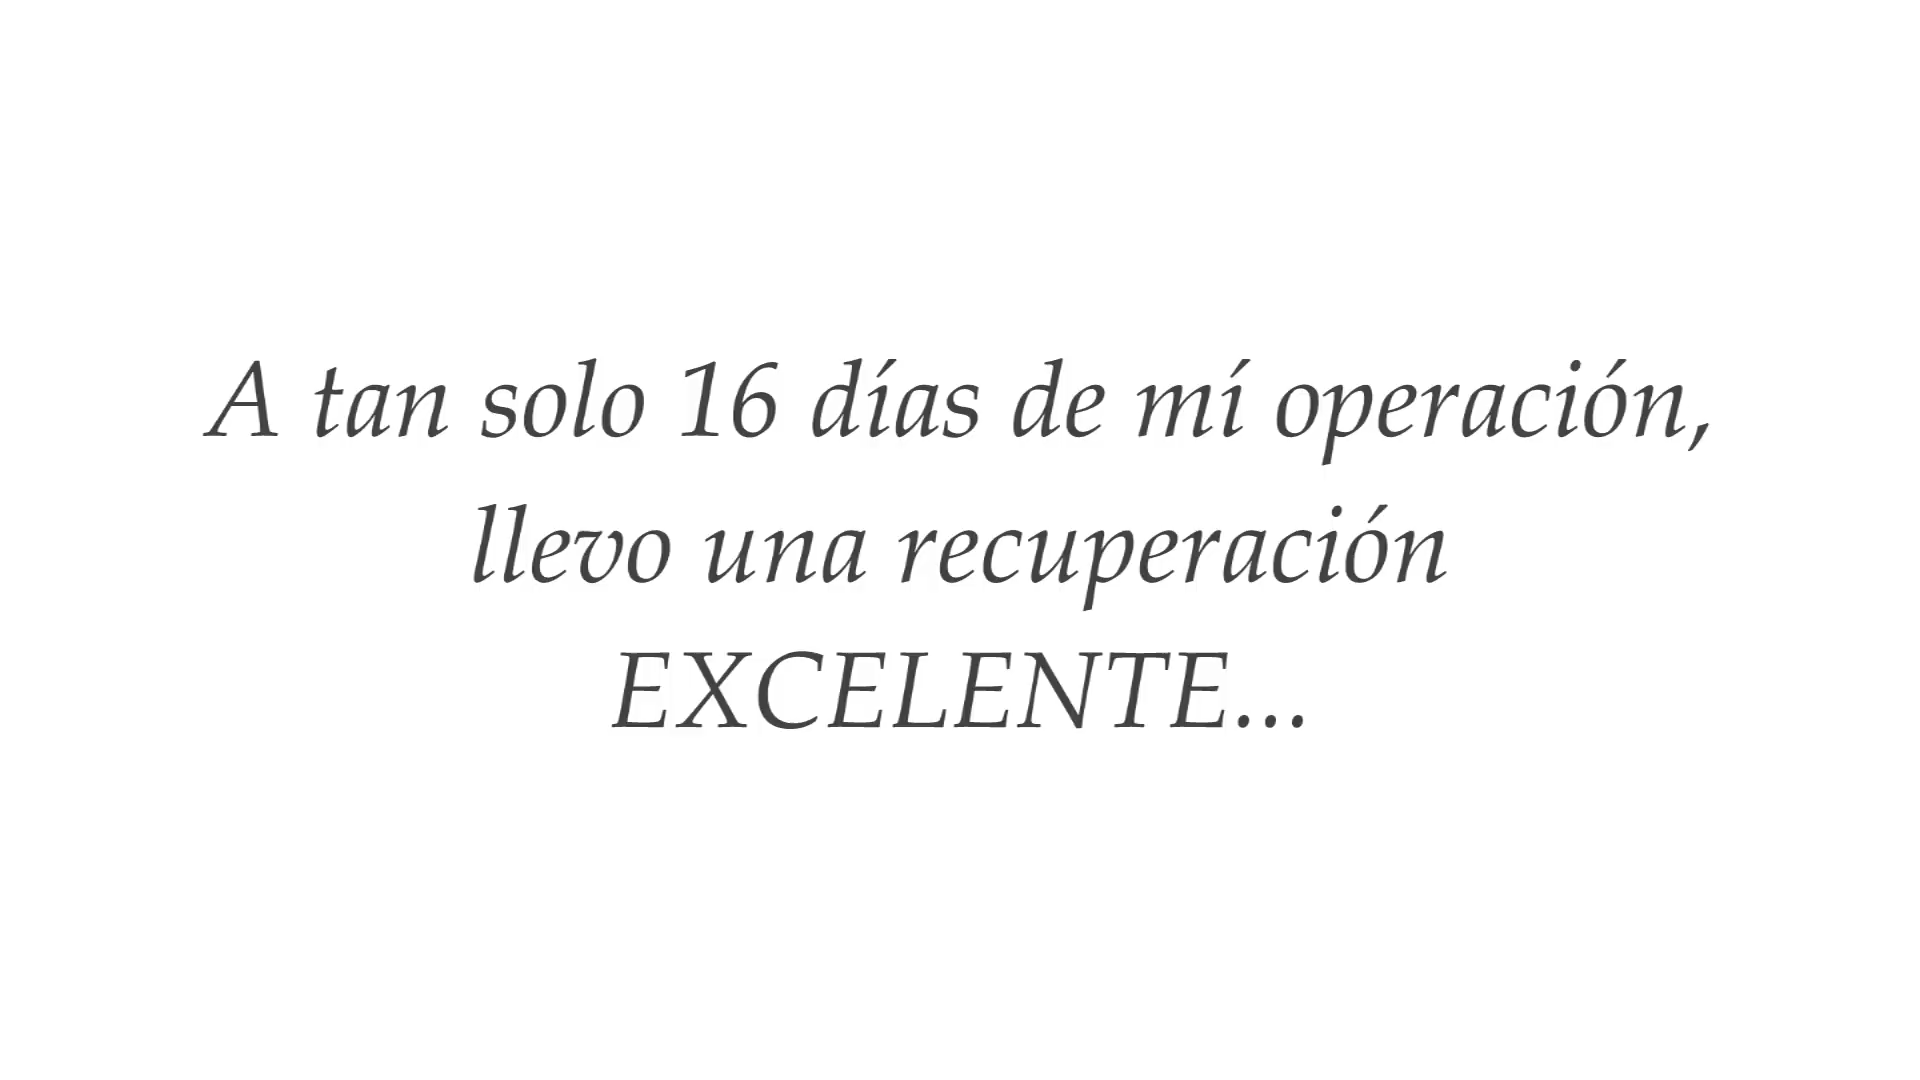 A tan solo 16 días de mí operación,
llevo una recuperación
EXCELENTE...